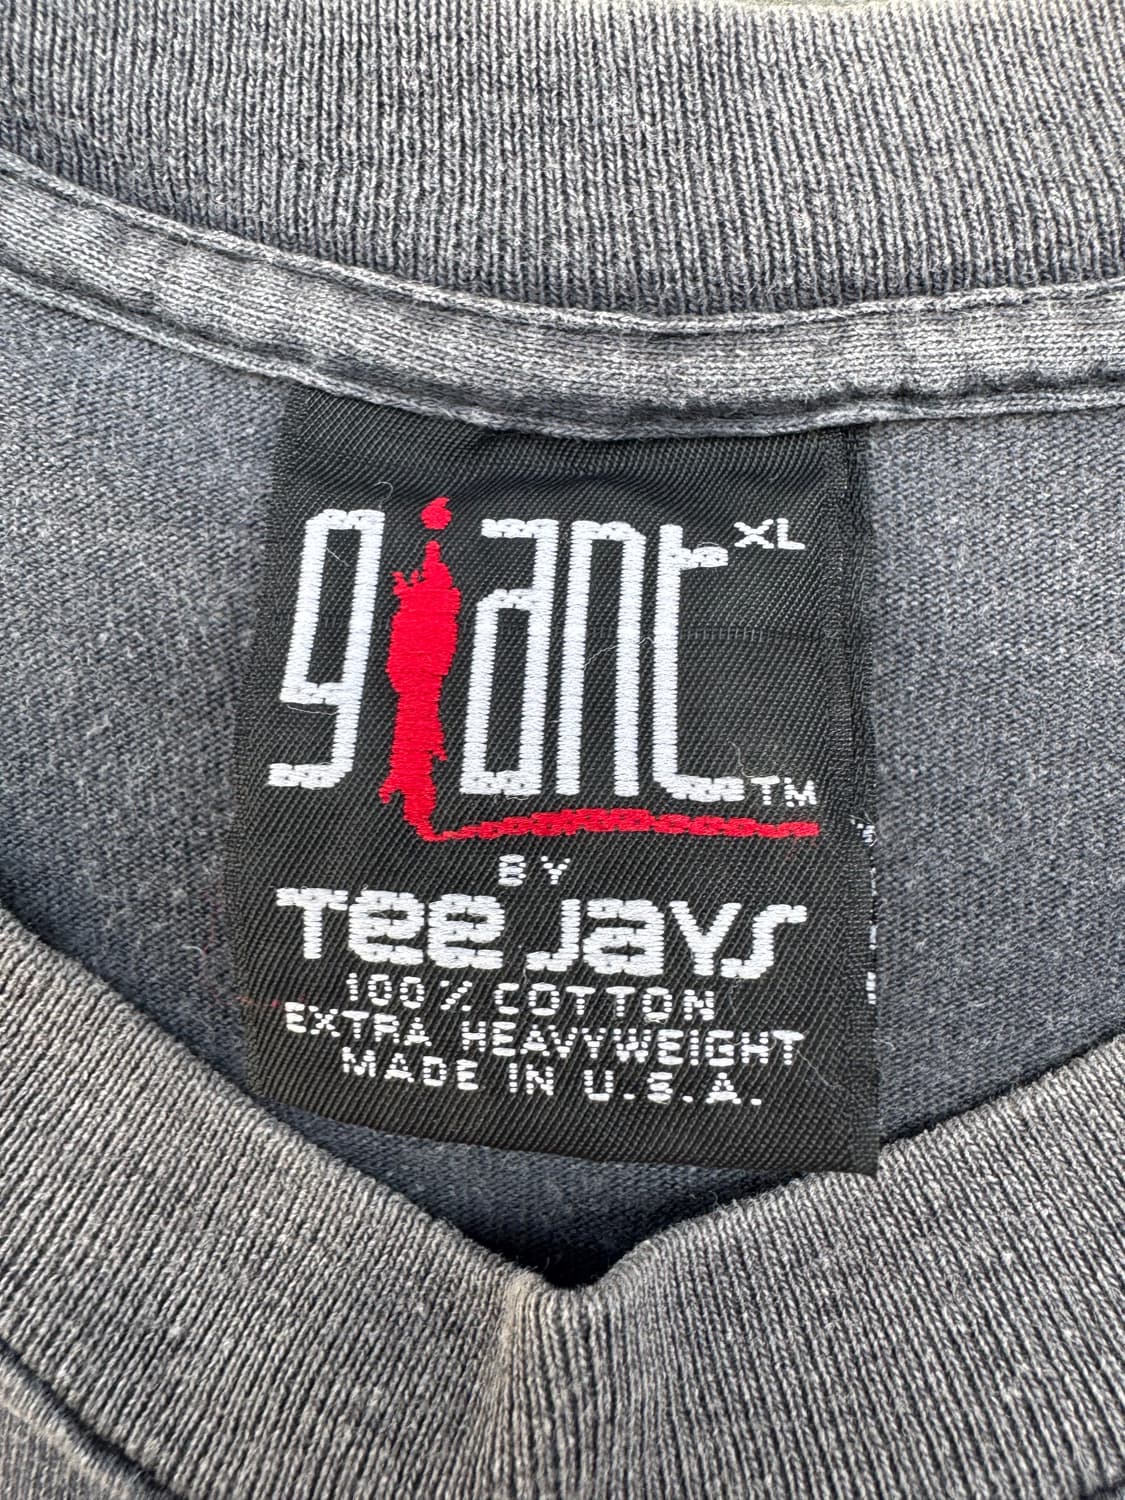 giant XL
TM
BY
Tee Jays
100% COTTON
EXTRA HEAVYWEIGHT
MADE IN U.S.A.